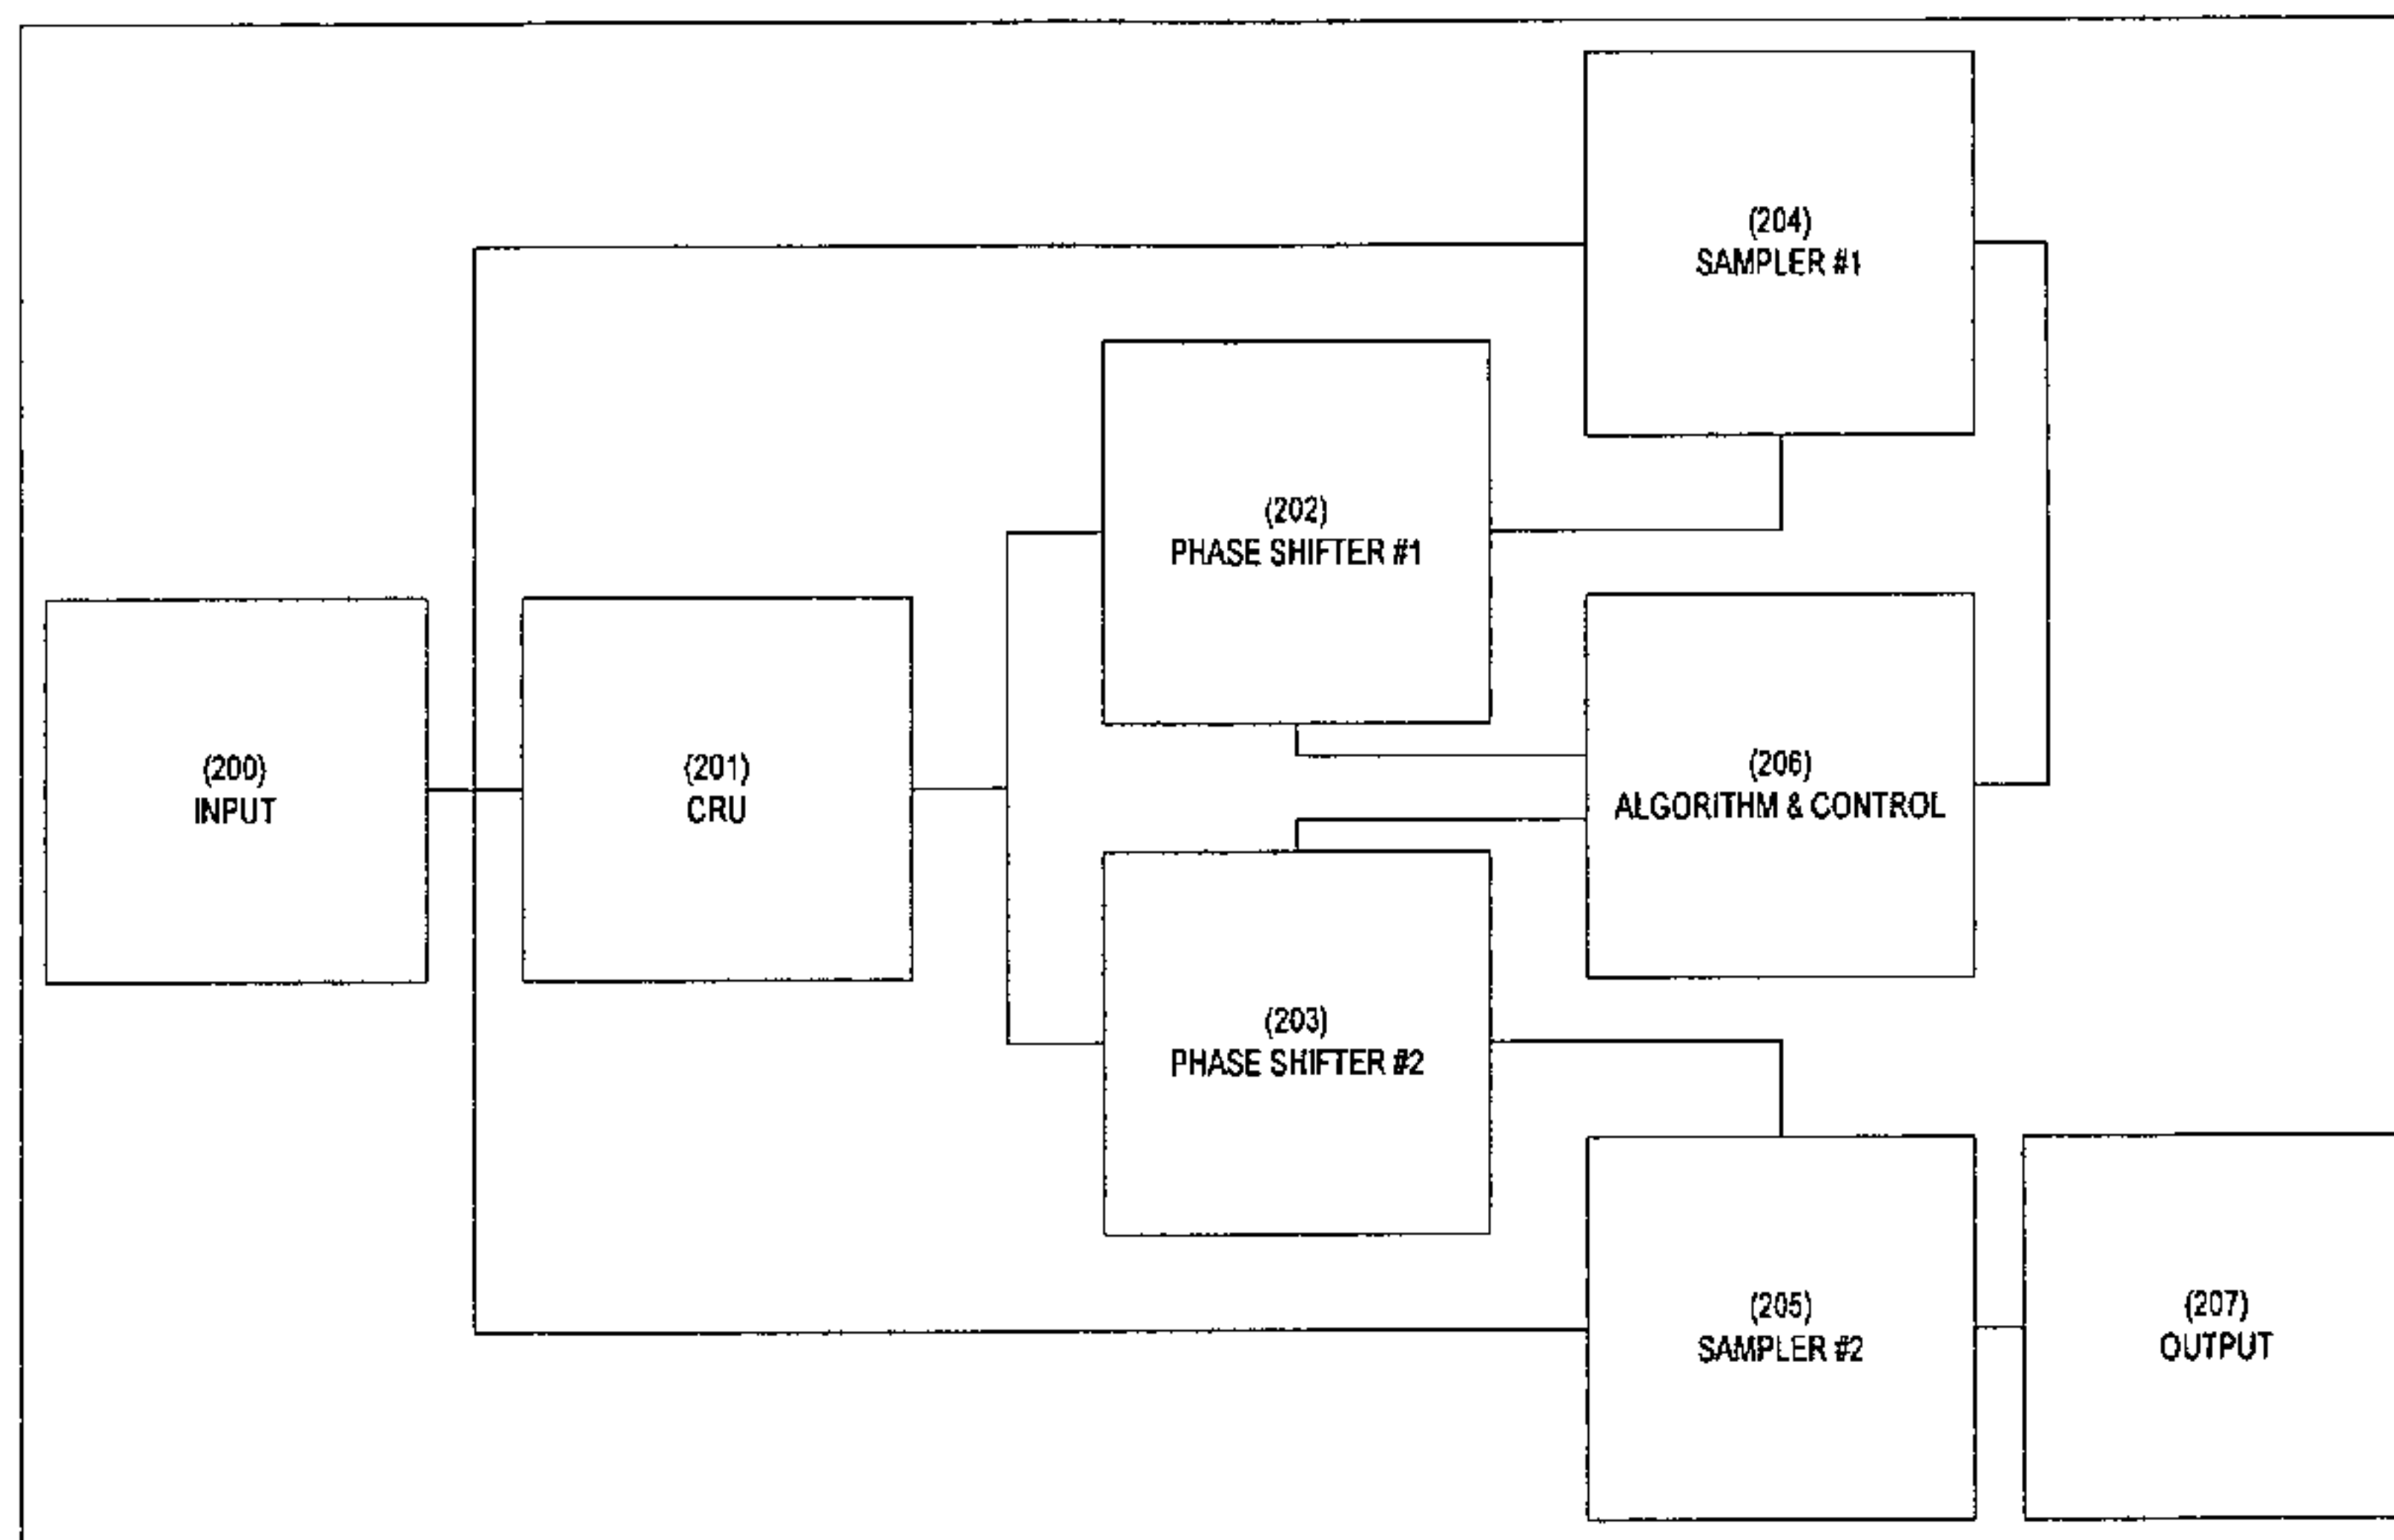 (204)
SAMPLER #1
(202)
PHASE SHIFTER #1
(200)
INPUT
(201)
CRU
(206)
ALGORITHM & CONTROL
(203)
PHASE SHIFTER #2
(205)
SAMPLER #2
(207)
OUTPUT